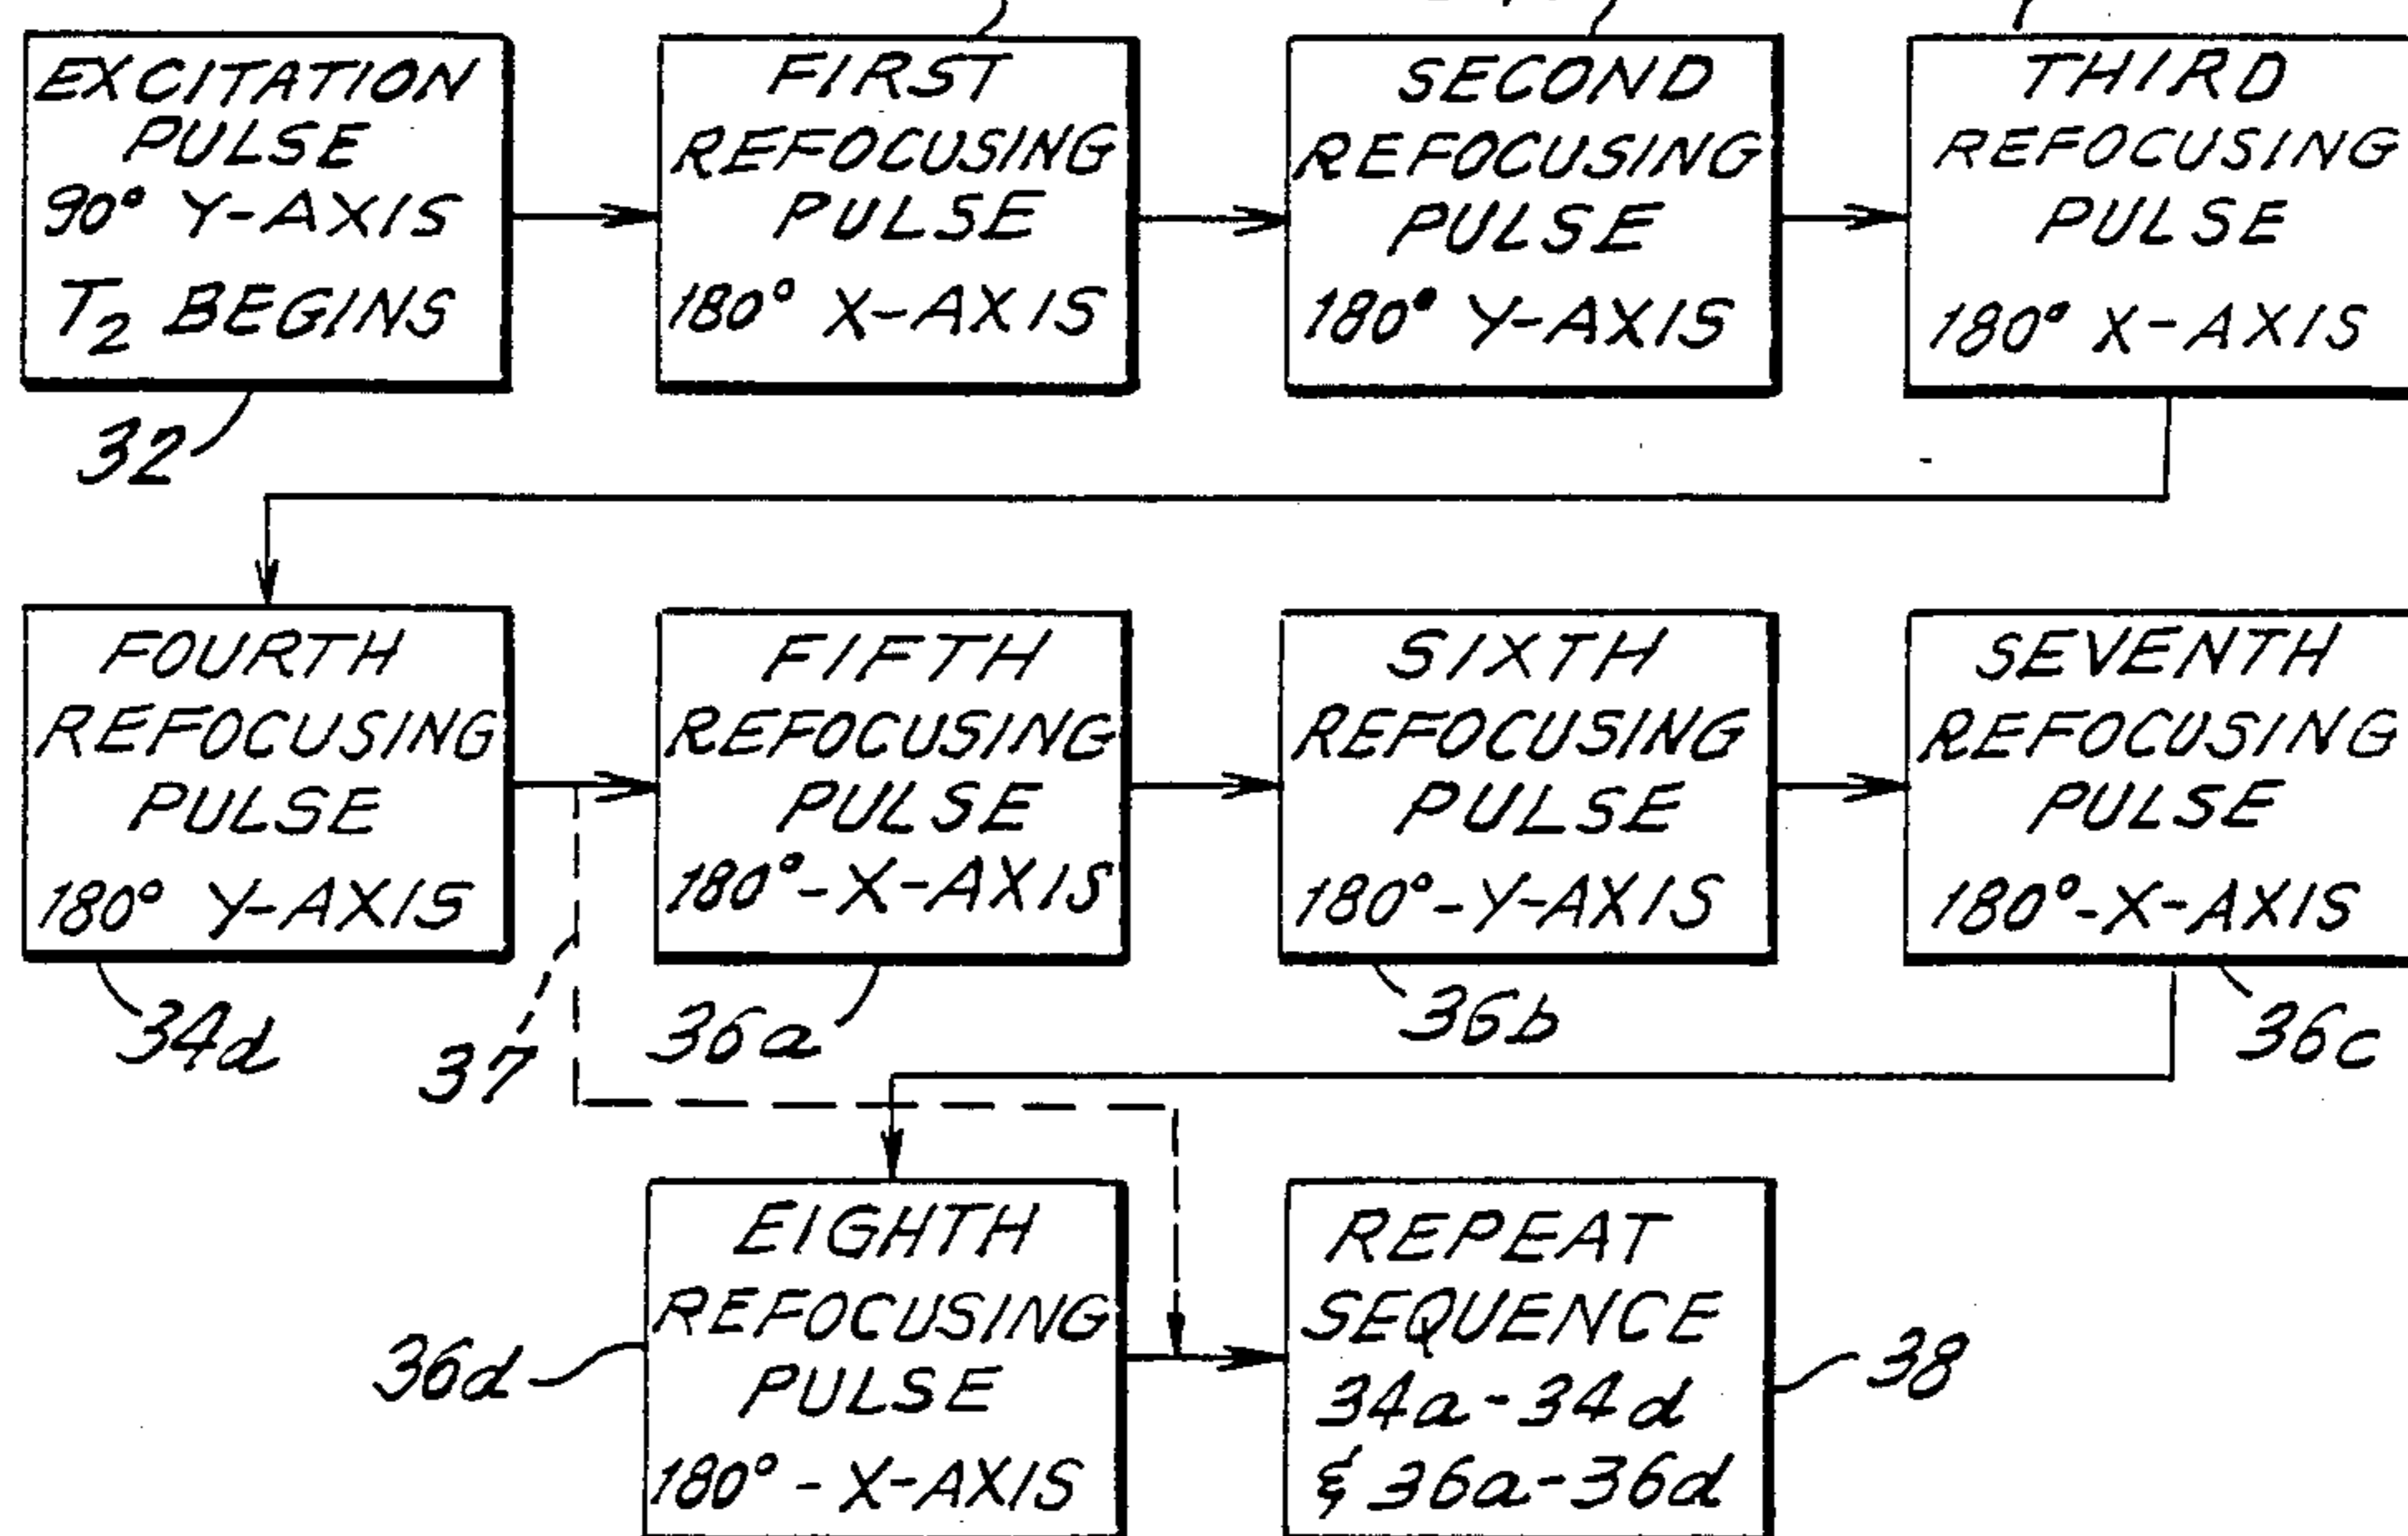 EXCITATION
PULSE
90° Y-AXIS
T2 BEGINS
32
FIRST
REFOCUSING
PULSE
180° X-AXIS
SECOND
REFOCUSING
PULSE
180° Y-AXIS
THIRD
REFOCUSING
PULSE
180° X-AXIS
FOURTH
REFOCUSING
PULSE
180° Y-AXIS
34d
37
FIFTH
REFOCUSING
PULSE
180°-X-AXIS
36a
SIXTH
REFOCUSING
PULSE
180°-Y-AXIS
36b
SEVENTH
REFOCUSING
PULSE
180°-X-AXIS
36c
EIGHTH
REFOCUSING
PULSE
180° -X-AXIS
36d
REPEAT
SEQUENCE
34a-34d
& 36a-36d
38